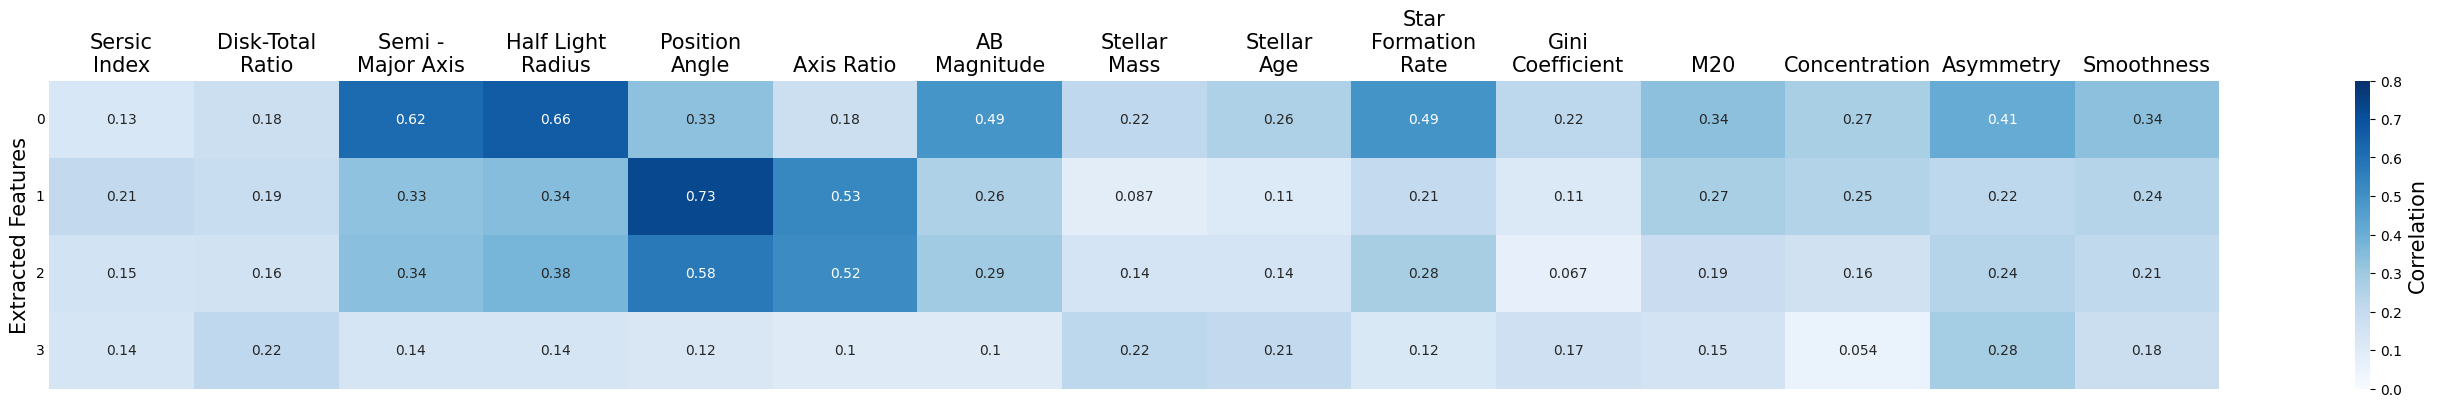 Sersic Index
Disk-Total Ratio
Semi - Major Axis
Half Light Radius
Position Angle
Axis Ratio
AB Magnitude
Stellar Mass
Stellar Age
Star Formation Rate
Gini Coefficient
M20
Concentration
Asymmetry
Smoothness
Extracted Features
0 0.13 0.18 0.62 0.66 0.33 0.18 0.49 0.22 0.26 0.49 0.22 0.34 0.27 0.41 0.34
1 0.21 0.19 0.33 0.34 0.73 0.53 0.26 0.087 0.11 0.21 0.11 0.27 0.25 0.22 0.24
2 0.15 0.16 0.34 0.38 0.58 0.52 0.29 0.14 0.14 0.28 0.067 0.19 0.16 0.24 0.21
3 0.14 0.22 0.14 0.14 0.12 0.1 0.1 0.22 0.21 0.12 0.17 0.15 0.054 0.28 0.18
0.8
0.7
0.6
0.5
0.4
0.3
0.2
0.1
0.0
Correlation